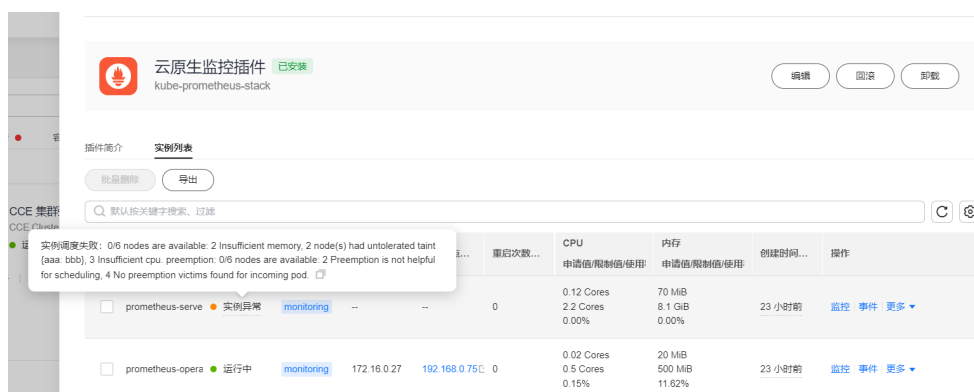 云原生监控插件 已安装
kube-prometheus-stack
编辑 回滚 卸载
插件简介 实例列表
批量删除 导出
默认按关键字搜索、过滤
CCE 集群
CCE Cluste
实例调度失败：0/6 nodes are available: 2 Insufficient memory, 2 node(s) had untolerated taint
{aaa: bbb}, 3 Insufficient cpu. preemption: 0/6 nodes are available: 2 Preemption is not helpful
for scheduling, 4 No preemption victims found for incoming pod.
重启次数... CPU 内存 创建时间... 操作
申请值/限制值/使用 申请值/限制值/使用
prometheus-serve 实例异常 monitoring -- -- 0 0.12 Cores 70 MiB 23 小时前 监控 事件 更多
2.2 Cores 8.1 GiB
0.00% 0.00%
prometheus-opera 运行中 monitoring 172.16.0.27 192.168.0.75 0 0.02 Cores 20 MiB 23 小时前 监控 事件 更多
0.5 Cores 500 MiB
0.15% 11.62%